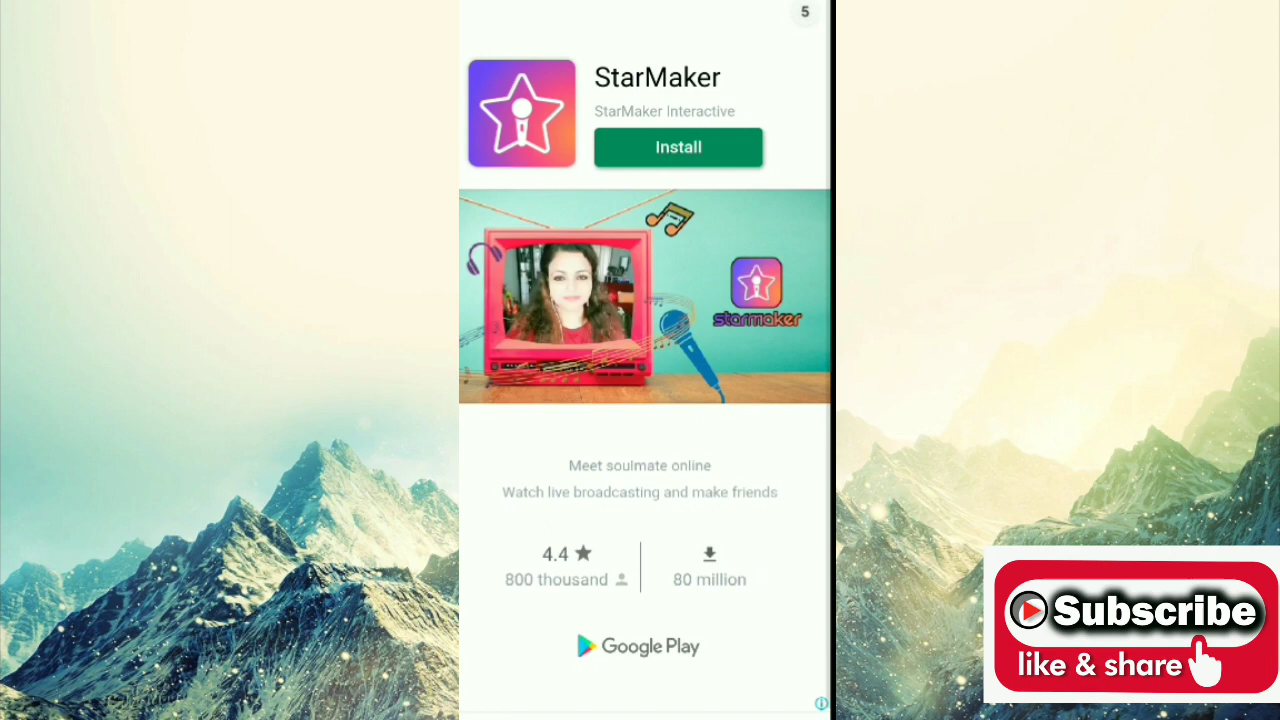 5
StarMaker
StarMaker Interactive
Install
starmaker
Meet soulmate online
Watch live broadcasting and make friends
4.4
800 thousand
80 million
Google Play
Subscribe
like & share